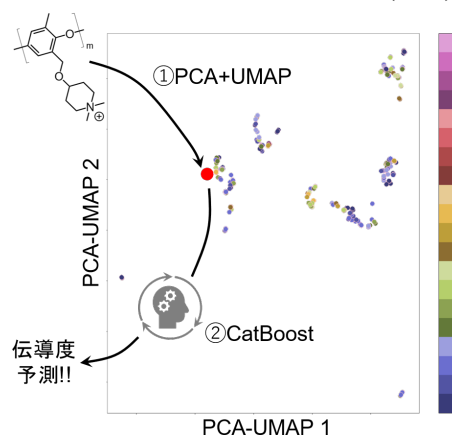 O
m
O
N
⊕
①PCA+UMAP
PCA-UMAP 2
②CatBoost
伝導度
予測!!
PCA-UMAP 1